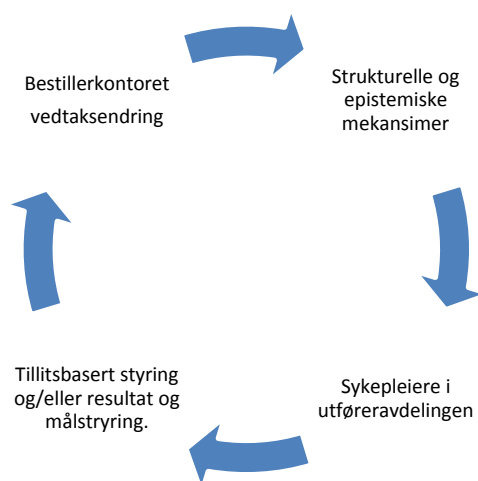 Bestillerkontoret
vedtaksendring
Strukturelle og
epistemiske
mekansimer
Sykepleiere i
utføreravdelingen
Tillitsbasert styring
og/eller resultat og
målstryring.